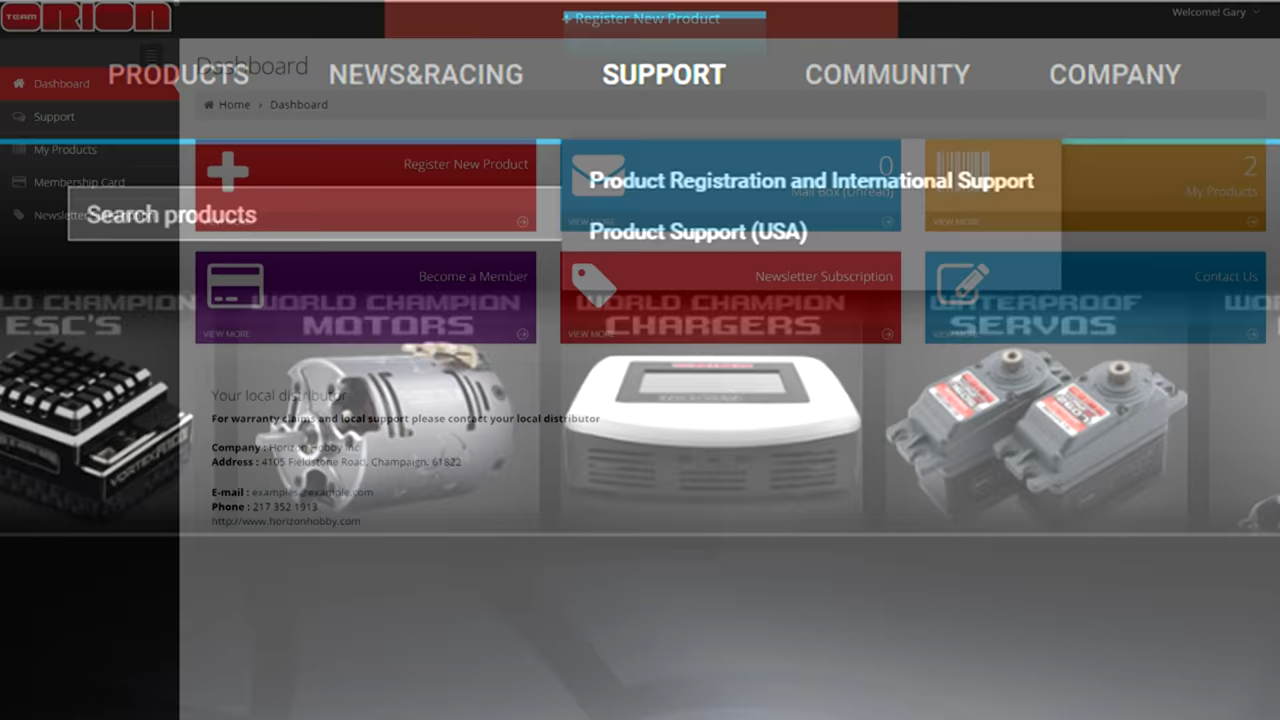 TEAM ORION
+ Register New Product
Welcome! Gary
PRODUCTS
NEWS&RACING
SUPPORT
COMMUNITY
COMPANY
Dashboard
Dashboard
Home › Dashboard
Support
My Products
Membership Card
Newsletter
Search products
Register New Product
VIEW MORE
0
Mail Box (Unread)
VIEW MORE
2
My Products
VIEW MORE
Product Registration and International Support
Product Support (USA)
Become a Member
VIEW MORE
Newsletter Subscription
VIEW MORE
Contact Us
VIEW MORE
LD CHAMPION
ESC'S
WORLD CHAMPION
MOTORS
WORLD CHAMPION
CHARGERS
WATERPROOF
SERVOS
WO
VORTEX
Your local distributor
For warranty claims and local support please contact your local distributor
Company : Horizon Hobby Inc
Address : 4105 Fieldstone Road, Champaign, 61822
E-mail : examples@example.com
Phone : 217 352 1913
http://www.horizonhobby.com